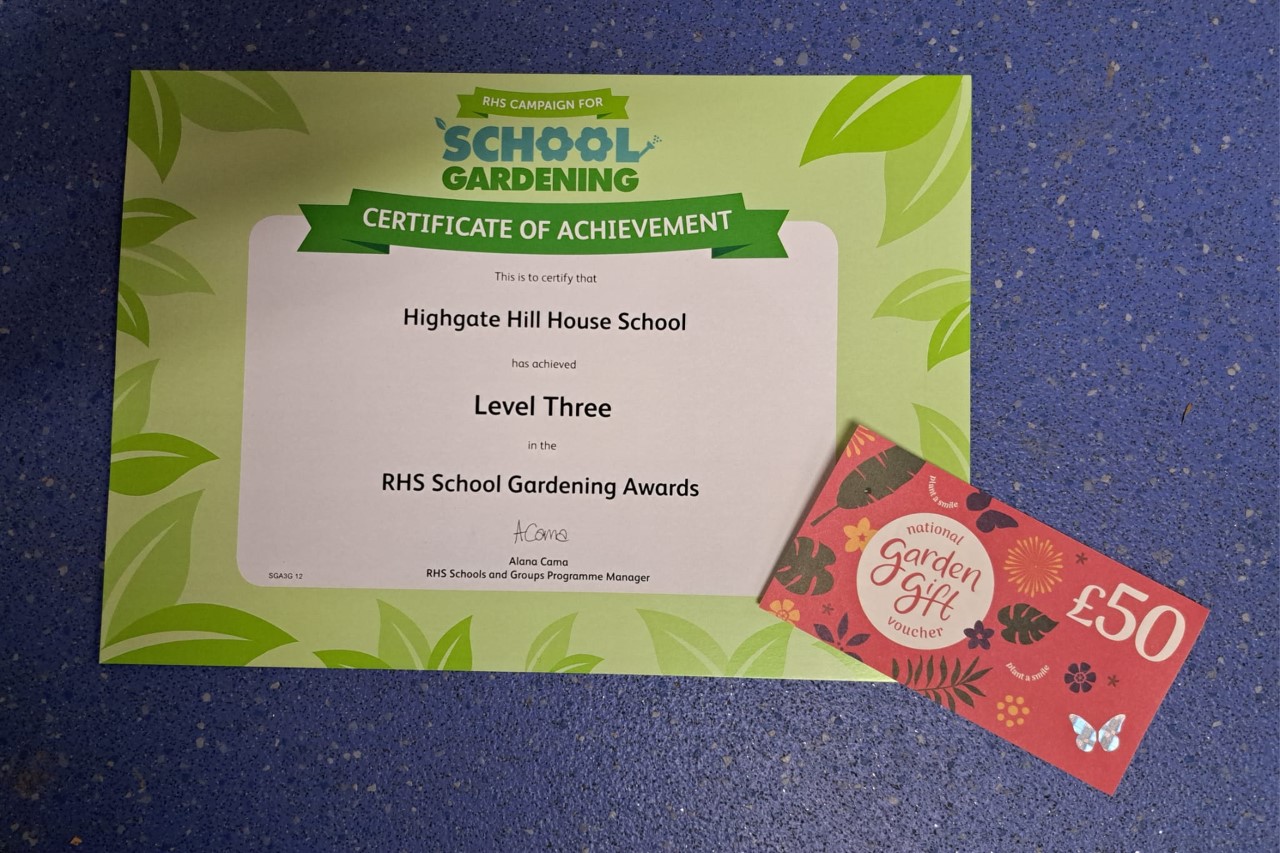 RHS CAMPAIGN FOR
SCHOOL
GARDENING
CERTIFICATE OF ACHIEVEMENT
This is to certify that
Highgate Hill House School
has achieved
Level Three
in the
RHS School Gardening Awards
ACama
Alana Cama
RHS Schools and Groups Programme Manager
SGA3G 12
plant a smile
national
Garden
Gift
voucher
£50
plant a smile